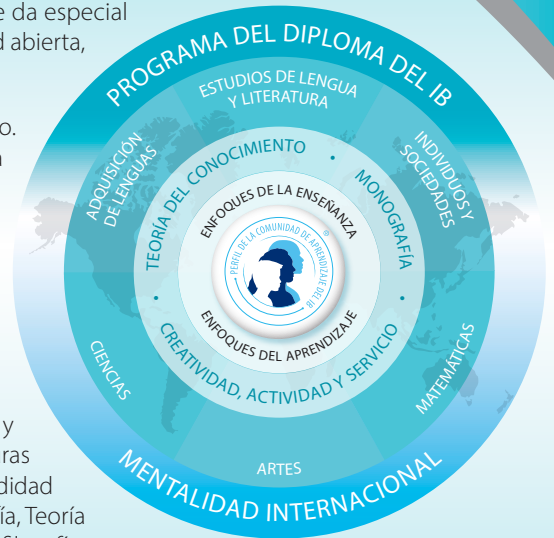 e da especial
d abierta,
o.
y
ras
didad
ía, Teoría
PROGRAMA DEL DIPLOMA DEL IB
ESTUDIOS DE LENGUA
Y LITERATURA
ADQUISICIÓN
DE LENGUAS
INDIVIDUOS Y
SOCIEDADES
TEORÍA DEL CONOCIMIENTO • MONOGRAFÍA •
ENFOQUES DE LA ENSEÑANZA
PERFIL DE LA COMUNIDAD DE APRENDIZAJE DEL IB
®
ENFOQUES DEL APRENDIZAJE
CREATIVIDAD, ACTIVIDAD Y SERVICIO •
CIENCIAS
MATEMÁTICAS
ARTES
MENTALIDAD INTERNACIONAL